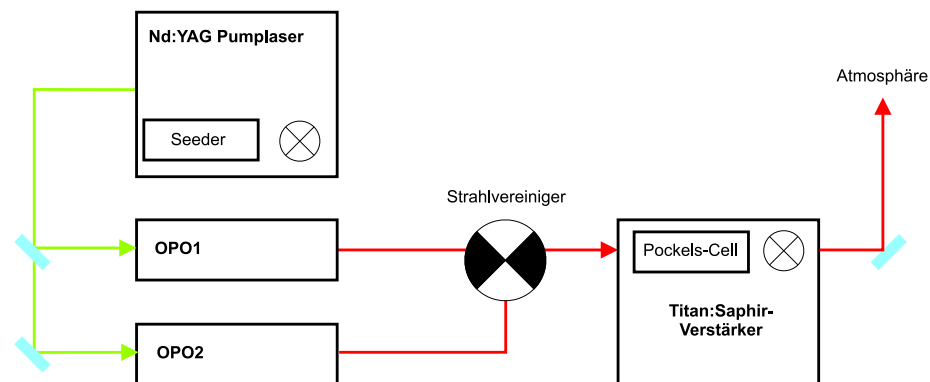 Nd:YAG Pumplaser
Seeder
Atmosphäre
Strahlvereiniger
OPO1
Pockels-Cell
Titan:Saphir-
Verstärker
OPO2